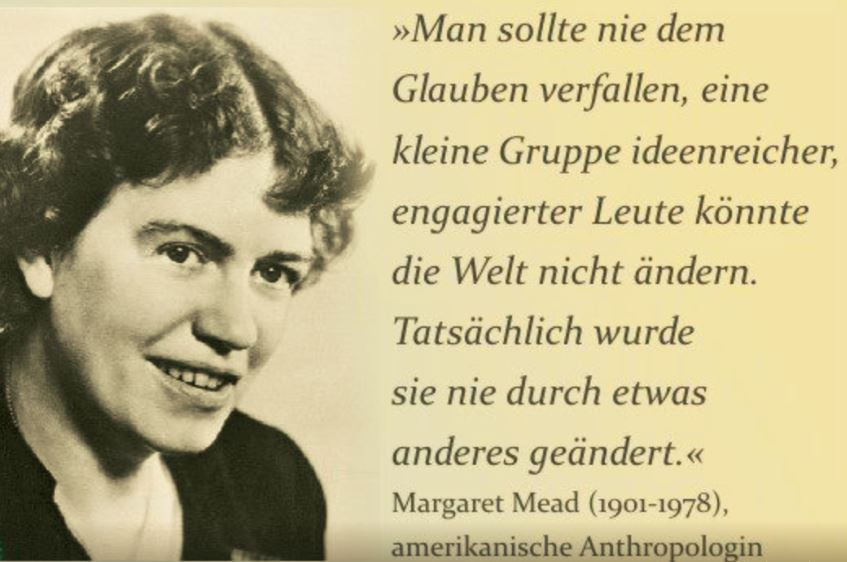 »Man sollte nie dem
Glauben verfallen, eine
kleine Gruppe ideenreicher,
engagierter Leute könnte
die Welt nicht ändern.
Tatsächlich wurde
sie nie durch etwas
anderes geändert.«
Margaret Mead (1901-1978),
amerikanische Anthropologin